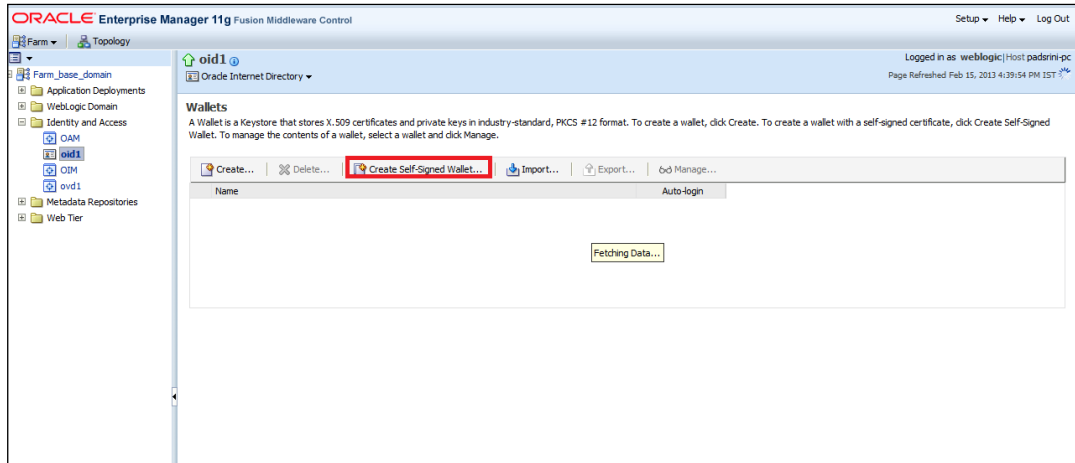 ORACLE Enterprise Manager 11g Fusion Middleware Control
Setup Help Log Out
Farm Topology
Farm_base_domain
Application Deployments
WebLogic Domain
Identity and Access
OAM
oid1
OIM
ovd1
Metadata Repositories
Web Tier
oid1
Logged in as weblogic|Host padsrini-pc
Oracle Internet Directory
Page Refreshed Feb 15, 2013 4:39:54 PM IST
Wallets
A Wallet is a Keystore that stores X.509 certificates and private keys in industry-standard, PKCS #12 format. To create a wallet, click Create. To create a wallet with a self-signed certificate, click Create Self-Signed
Wallet. To manage the contents of a wallet, select a wallet and click Manage.
Create... Delete... Create Self-Signed Wallet... Import... Export... Manage...
Name Auto-login
Fetching Data...